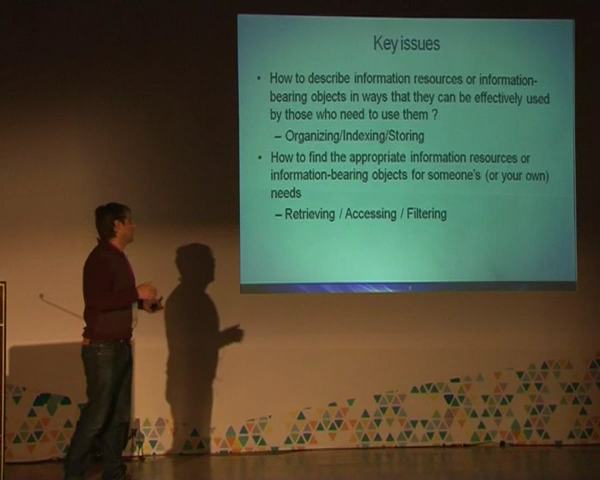 Key issues
• How to describe information resources or information-
bearing objects in ways that they can be effectively used
by those who need to use them ?
– Organizing/Indexing/Storing
• How to find the appropriate information resources or
information-bearing objects for someone's (or your own)
needs
– Retrieving / Accessing / Filtering